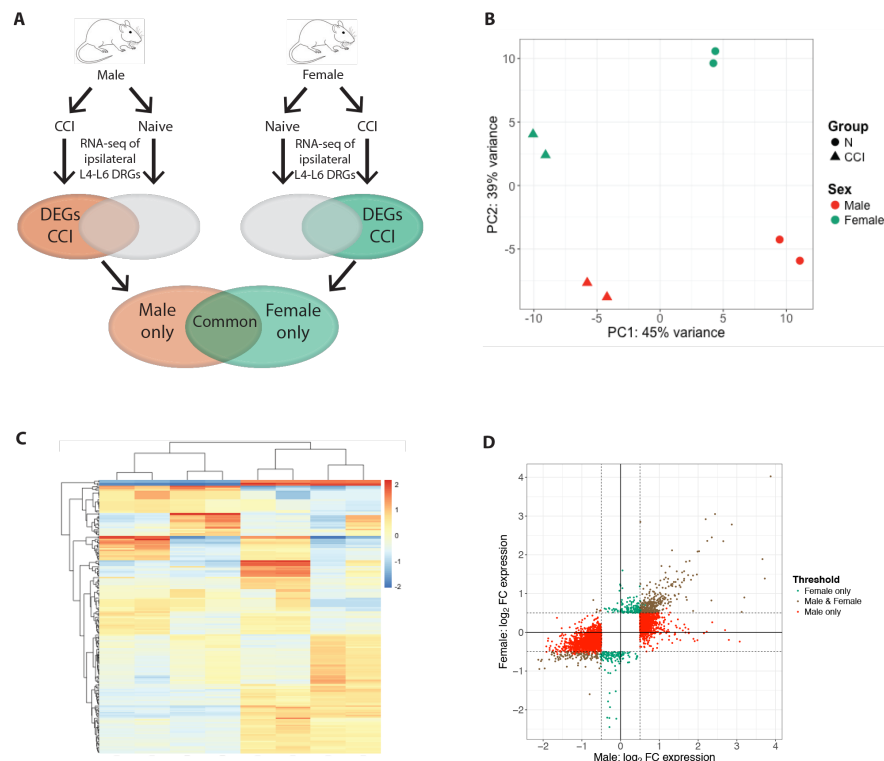 A
Male
Female
CCI
Naive
Naive
CCI
RNA-seq of
ipsilateral
L4-L6 DRGs
RNA-seq of
ipsilateral
L4-L6 DRGs
DEGs
CCI
DEGs
CCI
Male
only
Common
Female
only
B
10
5
0
-5
-10
-5
0
5
10
PC1: 45% variance
PC2: 39% variance
Group
N
CCI
Sex
Male
Female
C
2
1
0
-1
-2
D
4
3
2
1
0
−1
−2
−2
−1
0
1
2
3
4
Male: log2 FC expression
Female: log2 FC expression
Threshold
Female only
Male & Female
Male only